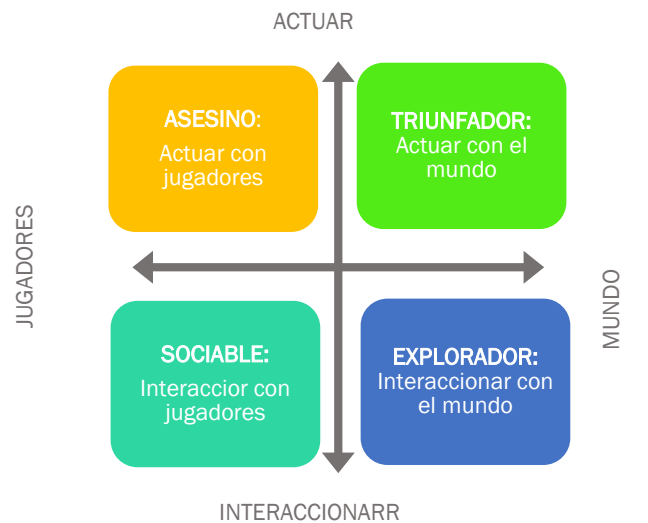 ACTUAR
ASESINO:
Actuar con
jugadores
TRIUNFADOR:
Actuar con el
mundo
JUGADORES
MUNDO
SOCIABLE:
Interaccior con
jugadores
EXPLORADOR:
Interaccionar con
el mundo
INTERACCIONARR